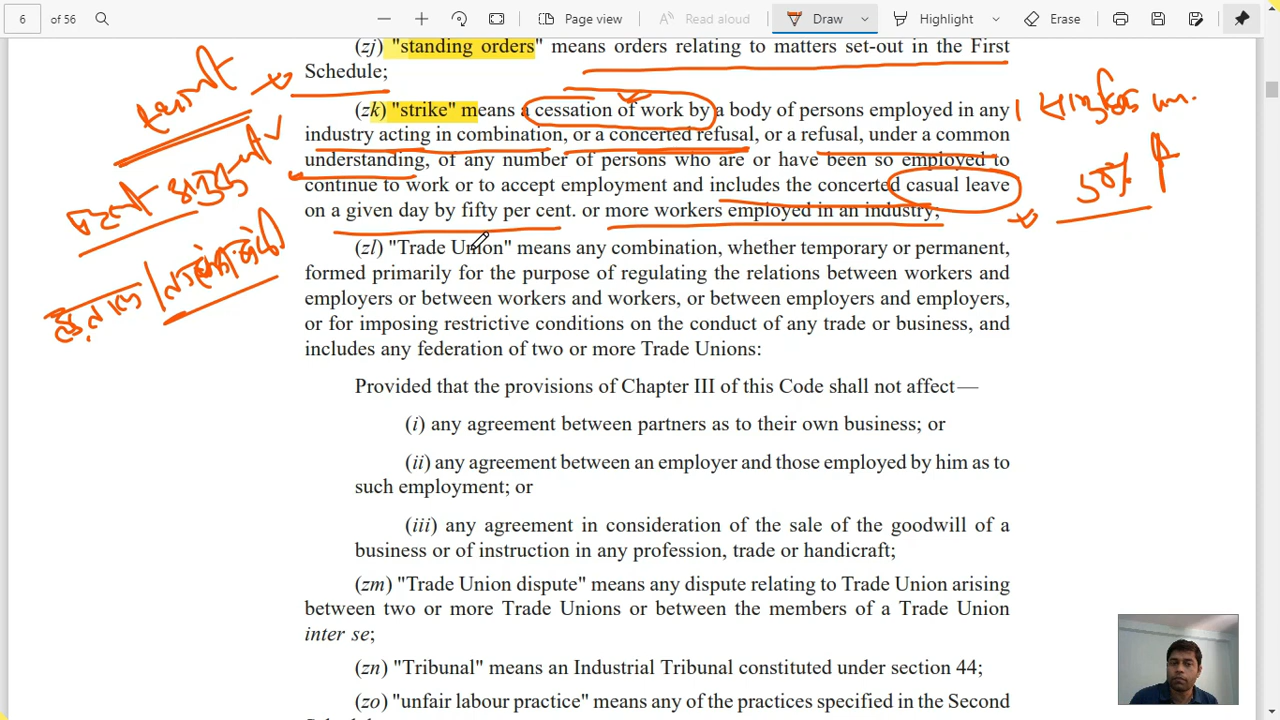 6 of 56 Page view Read aloud Draw Highlight Erase
(zj) "standing orders" means orders relating to matters set-out in the First
Schedule;
(zk) "strike" means a cessation of work by a body of persons employed in any
industry acting in combination, or a concerted refusal, or a refusal, under a common
understanding, of any number of persons who are or have been so employed to
continue to work or to accept employment and includes the concerted casual leave
on a given day by fifty per cent. or more workers employed in an industry;
50%
(zl) "Trade Union" means any combination, whether temporary or permanent,
formed primarily for the purpose of regulating the relations between workers and
employers or between workers and workers, or between employers and employers,
or for imposing restrictive conditions on the conduct of any trade or business, and
includes any federation of two or more Trade Unions:
Provided that the provisions of Chapter III of this Code shall not affect—
(i) any agreement between partners as to their own business; or
(ii) any agreement between an employer and those employed by him as to
such employment; or
(iii) any agreement in consideration of the sale of the goodwill of a
business or of instruction in any profession, trade or handicraft;
(zm) "Trade Union dispute" means any dispute relating to Trade Union arising
between two or more Trade Unions or between the members of a Trade Union
inter se;
(zn) "Tribunal" means an Industrial Tribunal constituted under section 44;
(zo) "unfair labour practice" means any of the practices specified in the Second